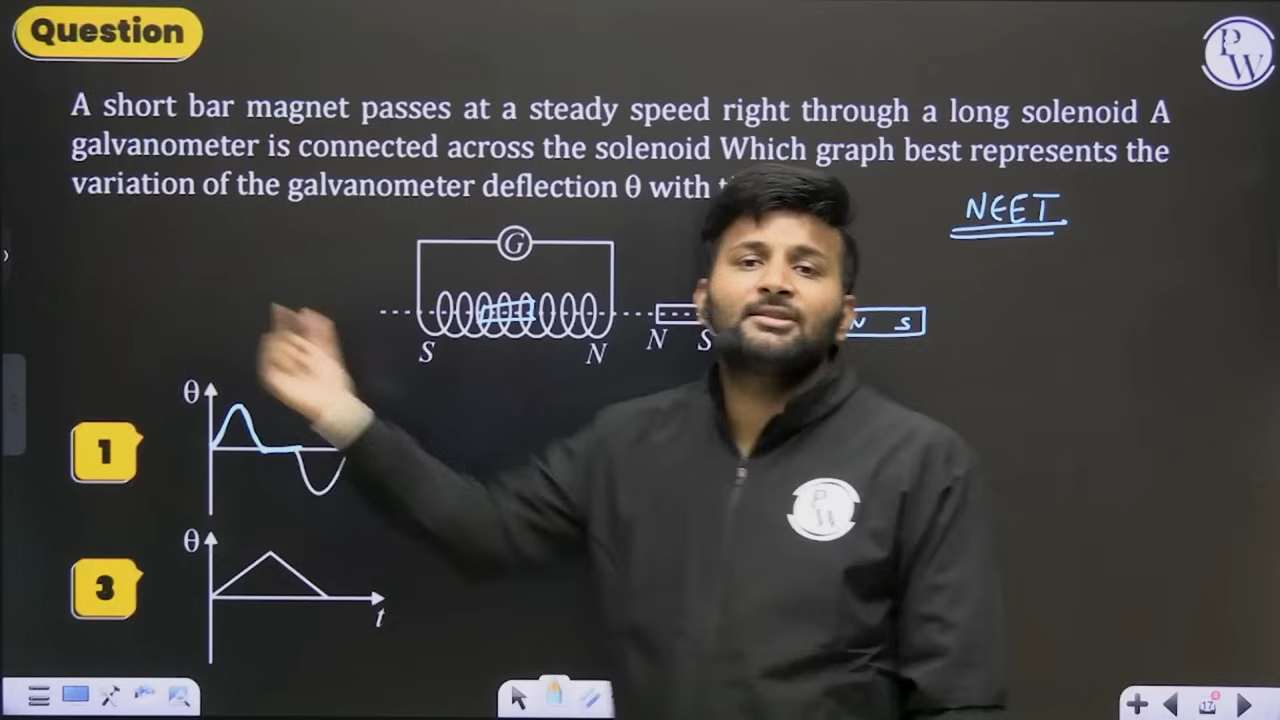 Question
P
W
A short bar magnet passes at a steady speed right through a long solenoid A
galvanometer is connected across the solenoid Which graph best represents the
variation of the galvanometer deflection θ with
NEET
G
S N N S N S
θ
1
θ
3
t
P
W
17